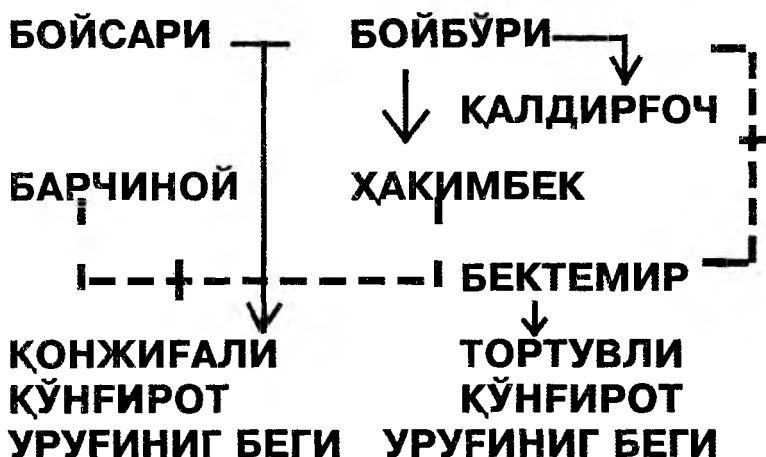 БОЙСАРИ БОЙБЎРИ
ҚАЛДИРҒОЧ
БАРЧИНОЙ ҲАКИМБЕК
БЕКТЕМИР
ҚОНЖИҒАЛИ ТОРТУВЛИ
ҚЎНҒИРОТ ҚЎНҒИРОТ
УРУҒИНИГ БЕГИ УРУҒИНИГ БЕГИ